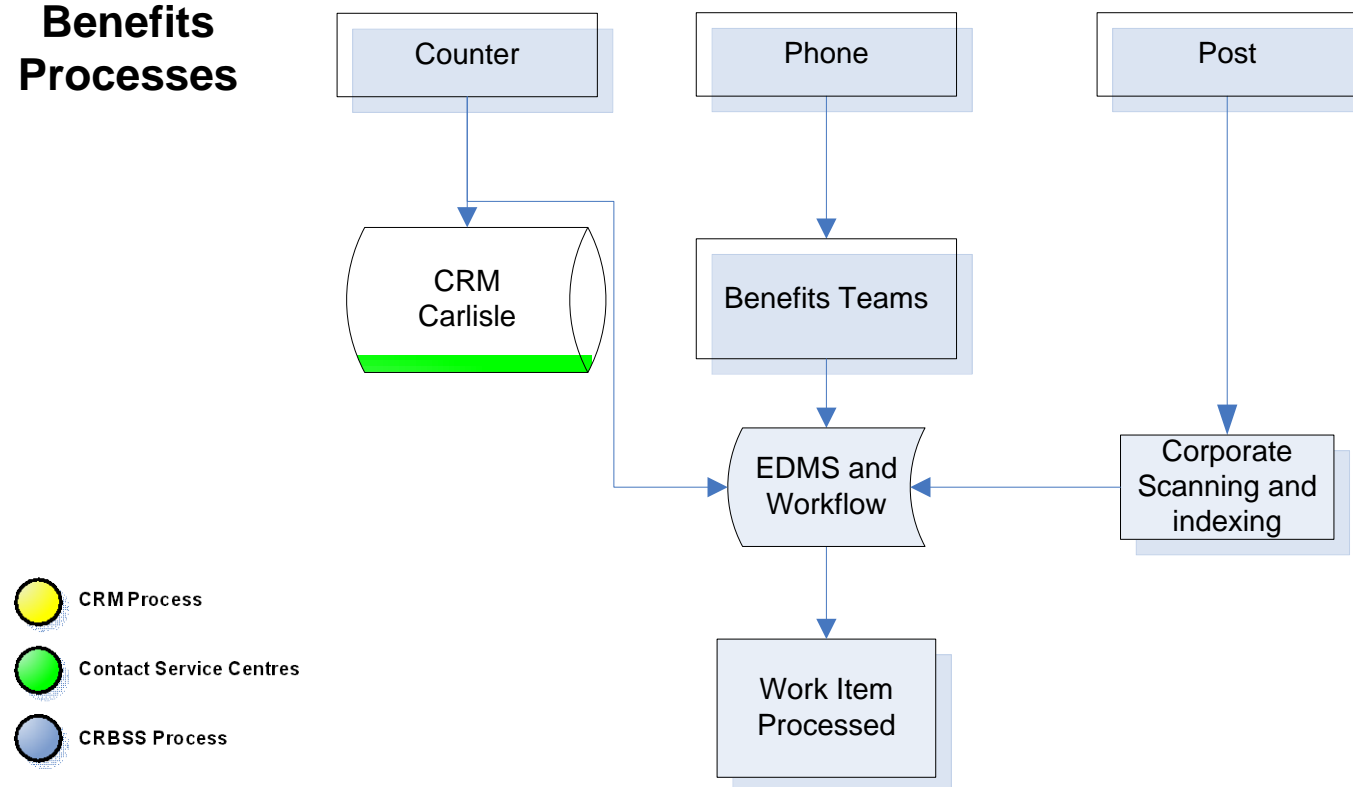 Benefits
Processes
Counter
Phone
Post
CRM
Carlisle
Benefits Teams
EDMS and
Workflow
Corporate
Scanning and
indexing
CRM Process
Contact Service Centres
CRBSS Process
Work Item
Processed